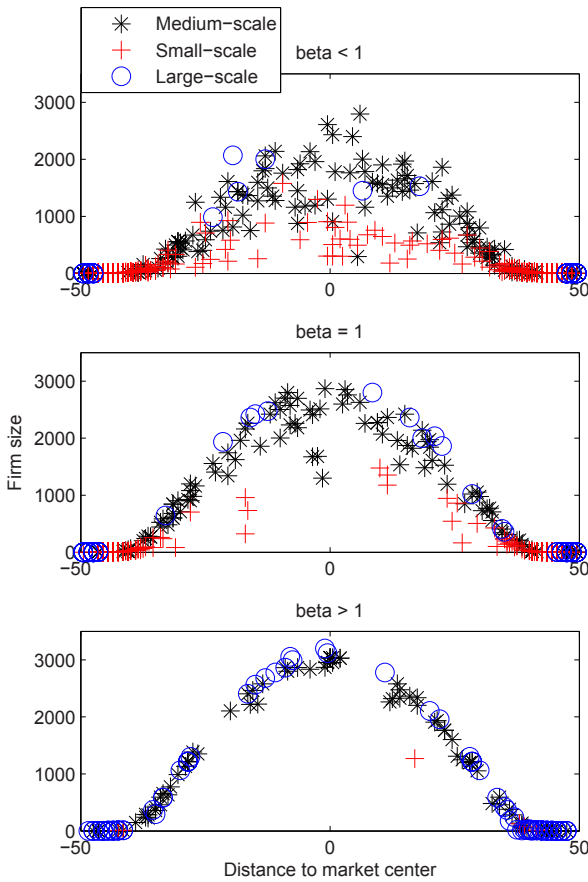 Medium−scale
Small−scale
Large−scale
beta < 1
3000
2000
1000
0
−50
0
50
beta = 1
3000
2000
1000
0
−50
0
50
Firm size
beta > 1
3000
2000
1000
0
−50
0
50
Distance to market center